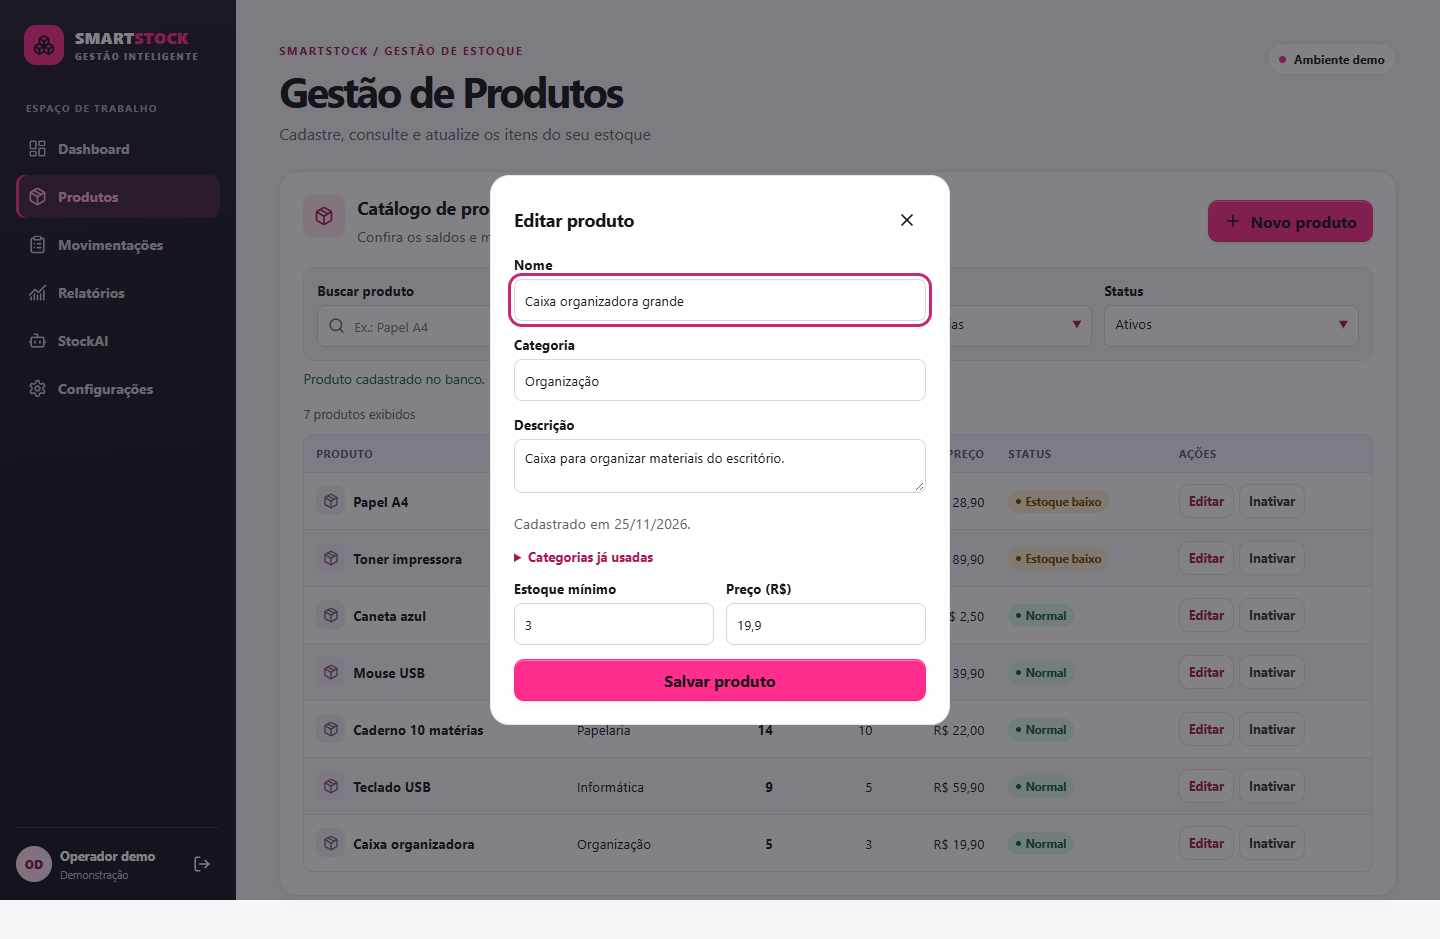 SMARTSTOCK
GESTÃO INTELIGENTE
ESPAÇO DE TRABALHO
Dashboard
Produtos
Movimentações
Relatórios
StockAI
Configurações
OD
Operador demo
Demonstração
SMARTSTOCK / GESTÃO DE ESTOQUE
Gestão de Produtos
Cadastre, consulte e atualize os itens do seu estoque
Ambiente demo
Catálogo de pro
Confira os saldos e m
Novo produto
Buscar produto
Ex.: Papel A4
as
Status
Ativos
Produto cadastrado no banco.
7 produtos exibidos
PRODUTO PREÇO STATUS AÇÕES
Papel A4 28,90 Estoque baixo Editar Inativar
Toner impressora 89,90 Estoque baixo Editar Inativar
Caneta azul $ 2,50 Normal Editar Inativar
Mouse USB 39,90 Normal Editar Inativar
Caderno 10 matérias Papelaria 14 10 R$ 22,00 Normal Editar Inativar
Teclado USB Informática 9 5 R$ 59,90 Normal Editar Inativar
Caixa organizadora Organização 5 3 R$ 19,90 Normal Editar Inativar
Editar produto
Nome
Caixa organizadora grande
Categoria
Organização
Descrição
Caixa para organizar materiais do escritório.
Cadastrado em 25/11/2026.
Categorias já usadas
Estoque mínimo Preço (R$)
3 19,9
Salvar produto